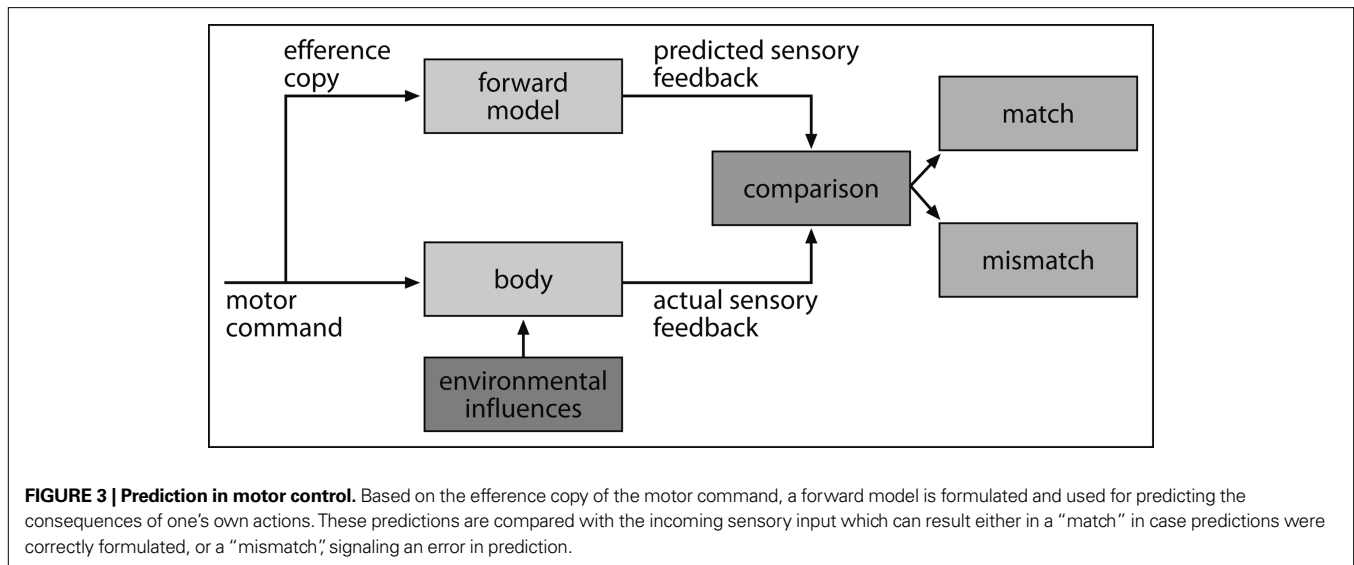 efference
copy
forward
model
predicted sensory
feedback
match
comparison
mismatch
body
motor
command
actual sensory
feedback
environmental
influences
FIGURE 3 | Prediction in motor control. Based on the efference copy of the motor command, a forward model is formulated and used for predicting the
consequences of one's own actions. These predictions are compared with the incoming sensory input which can result either in a “match” in case predictions were
correctly formulated, or a “mismatch”, signaling an error in prediction.